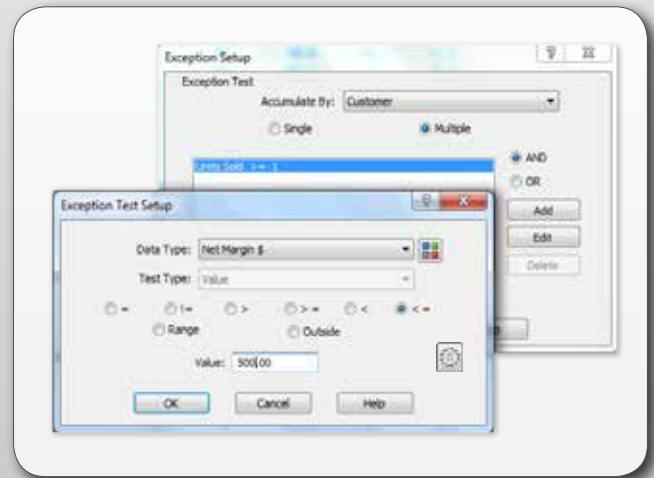 Exception Setup
Exception Test
Accumulate By: Customer
Single Multiple
Units Sold >= 1
AND
OR
Add
Edit
Delete
Exception Test Setup
Data Type: Net Margin $
Test Type: Value
= != > >= < <=
Range Outside
Value: 500.00
OK Cancel Help